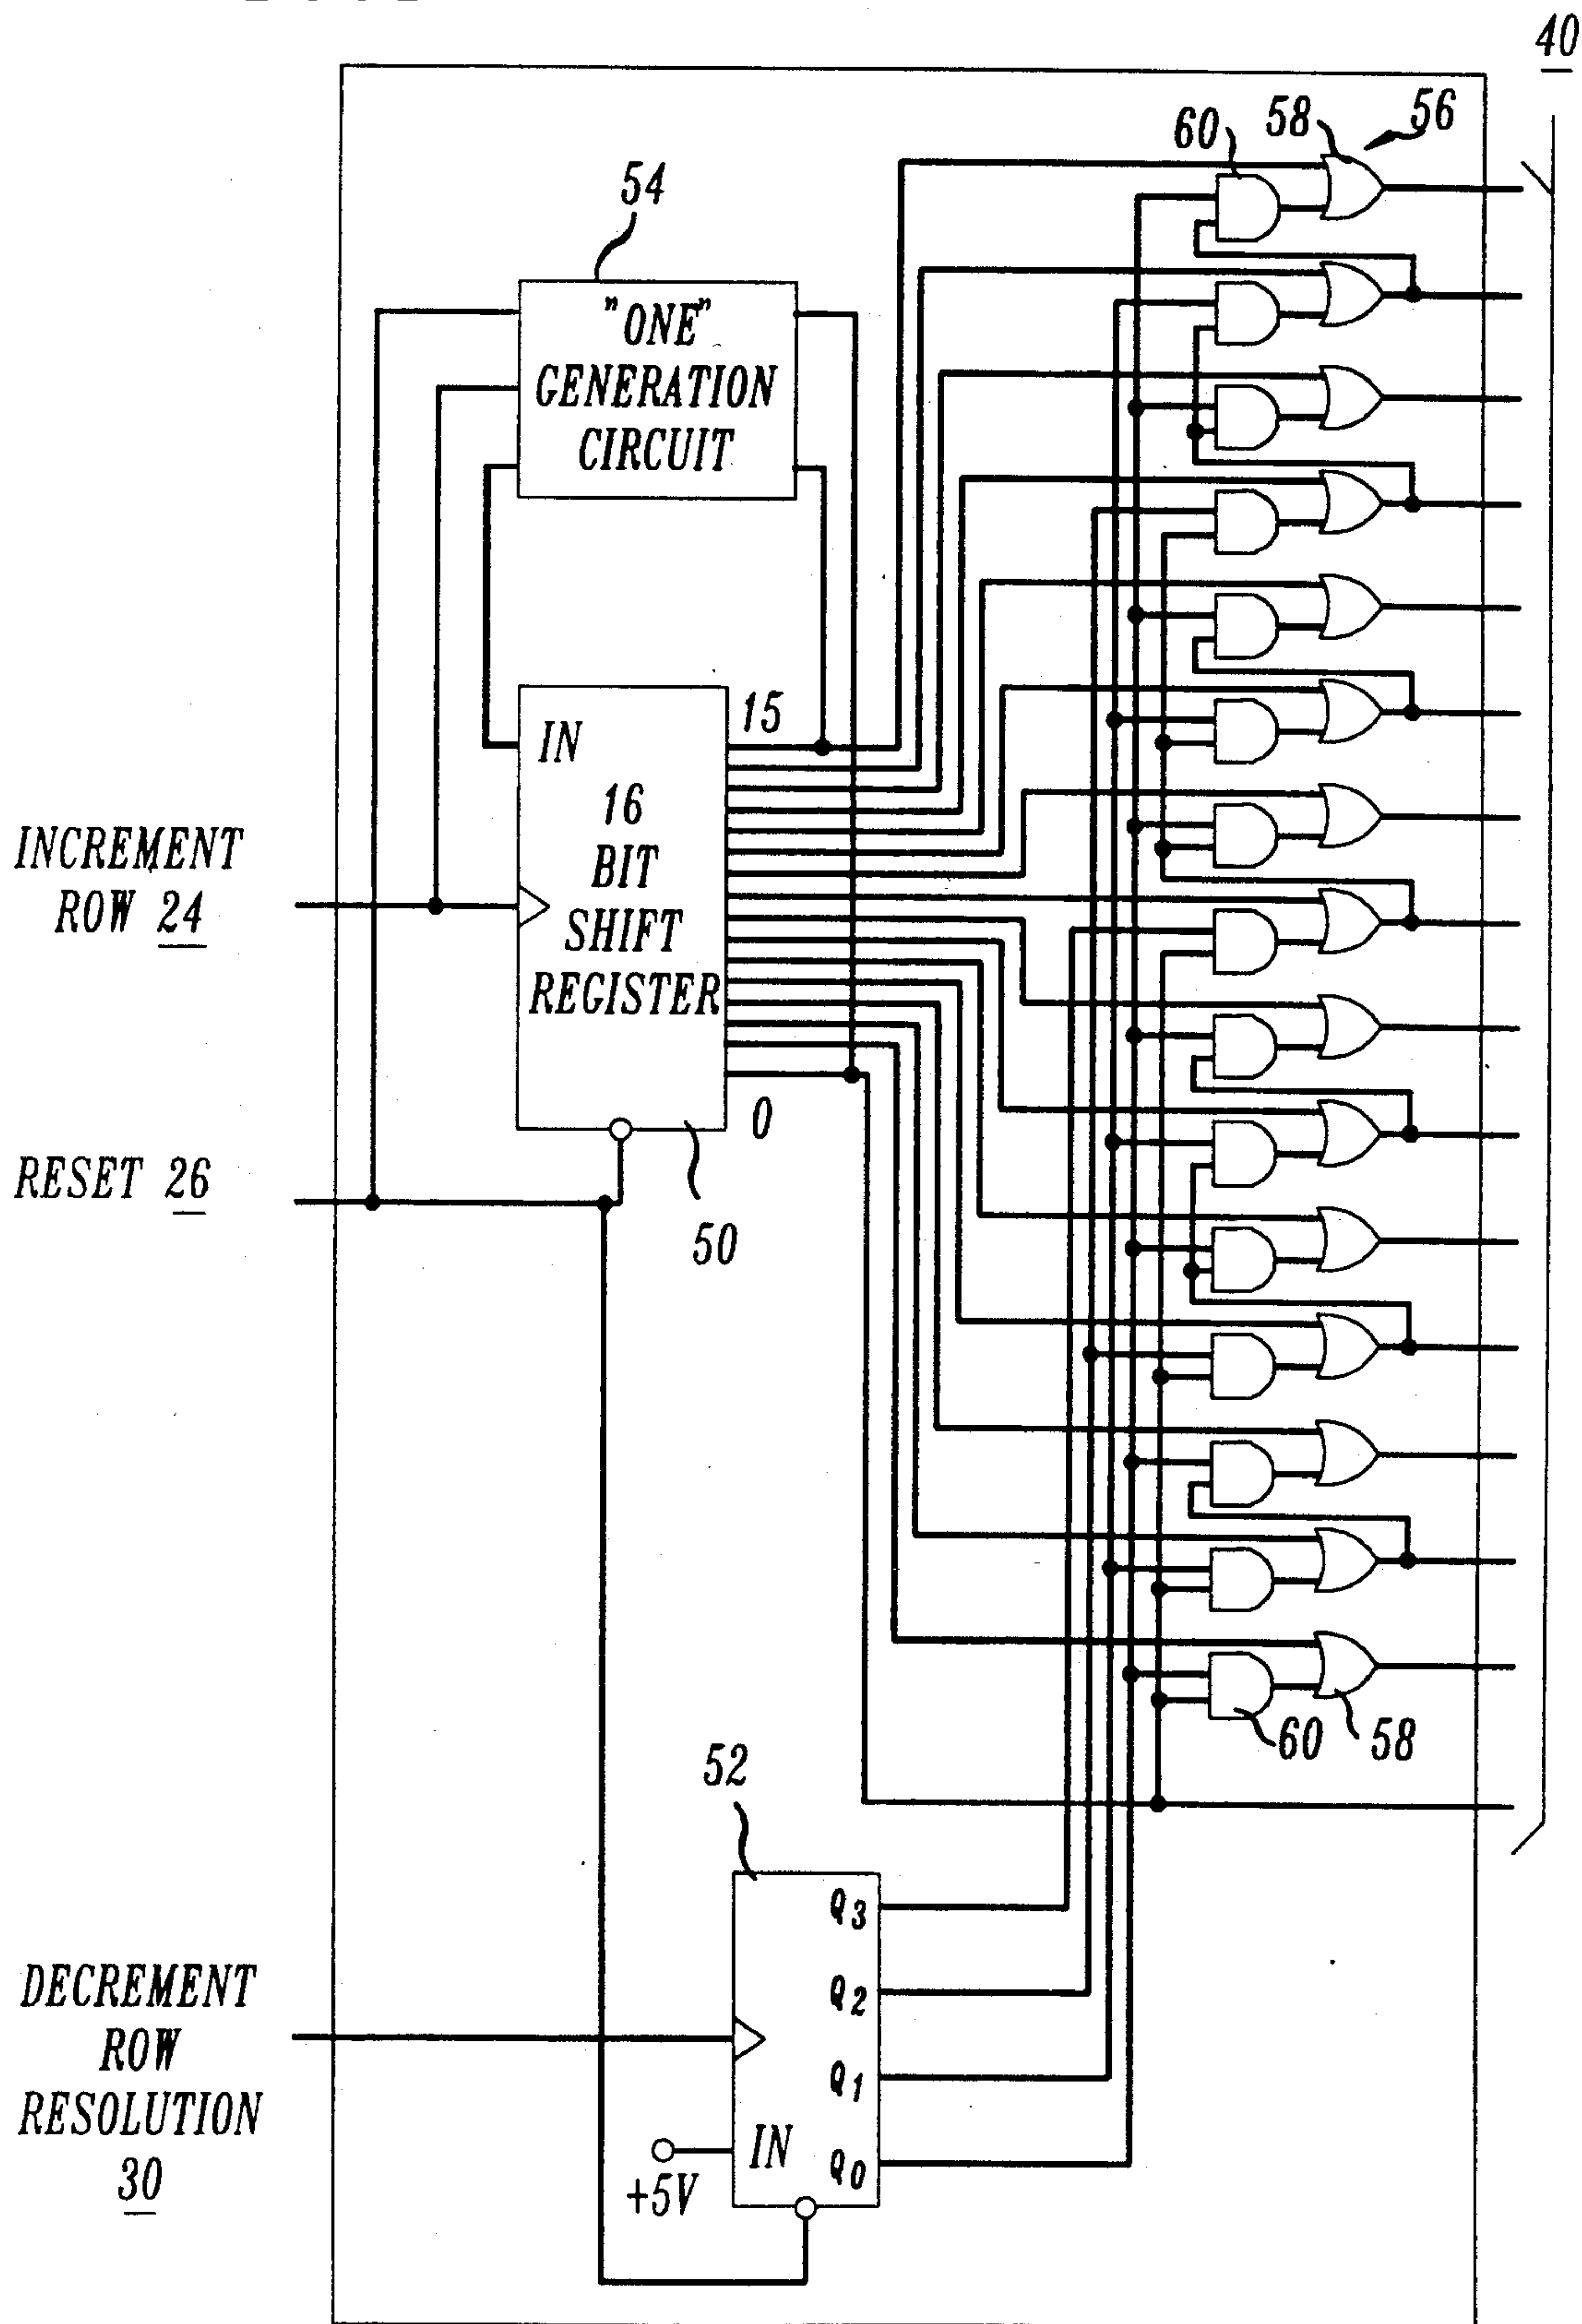 40
60
58
56
54
"ONE"
GENERATION
CIRCUIT
15
IN
16
BIT
SHIFT
REGISTER
INCREMENT
ROW 24
0
RESET 26
50
60
58
52
Q3
Q2
Q1
Q0
DECREMENT
ROW
RESOLUTION
30
IN
+5V